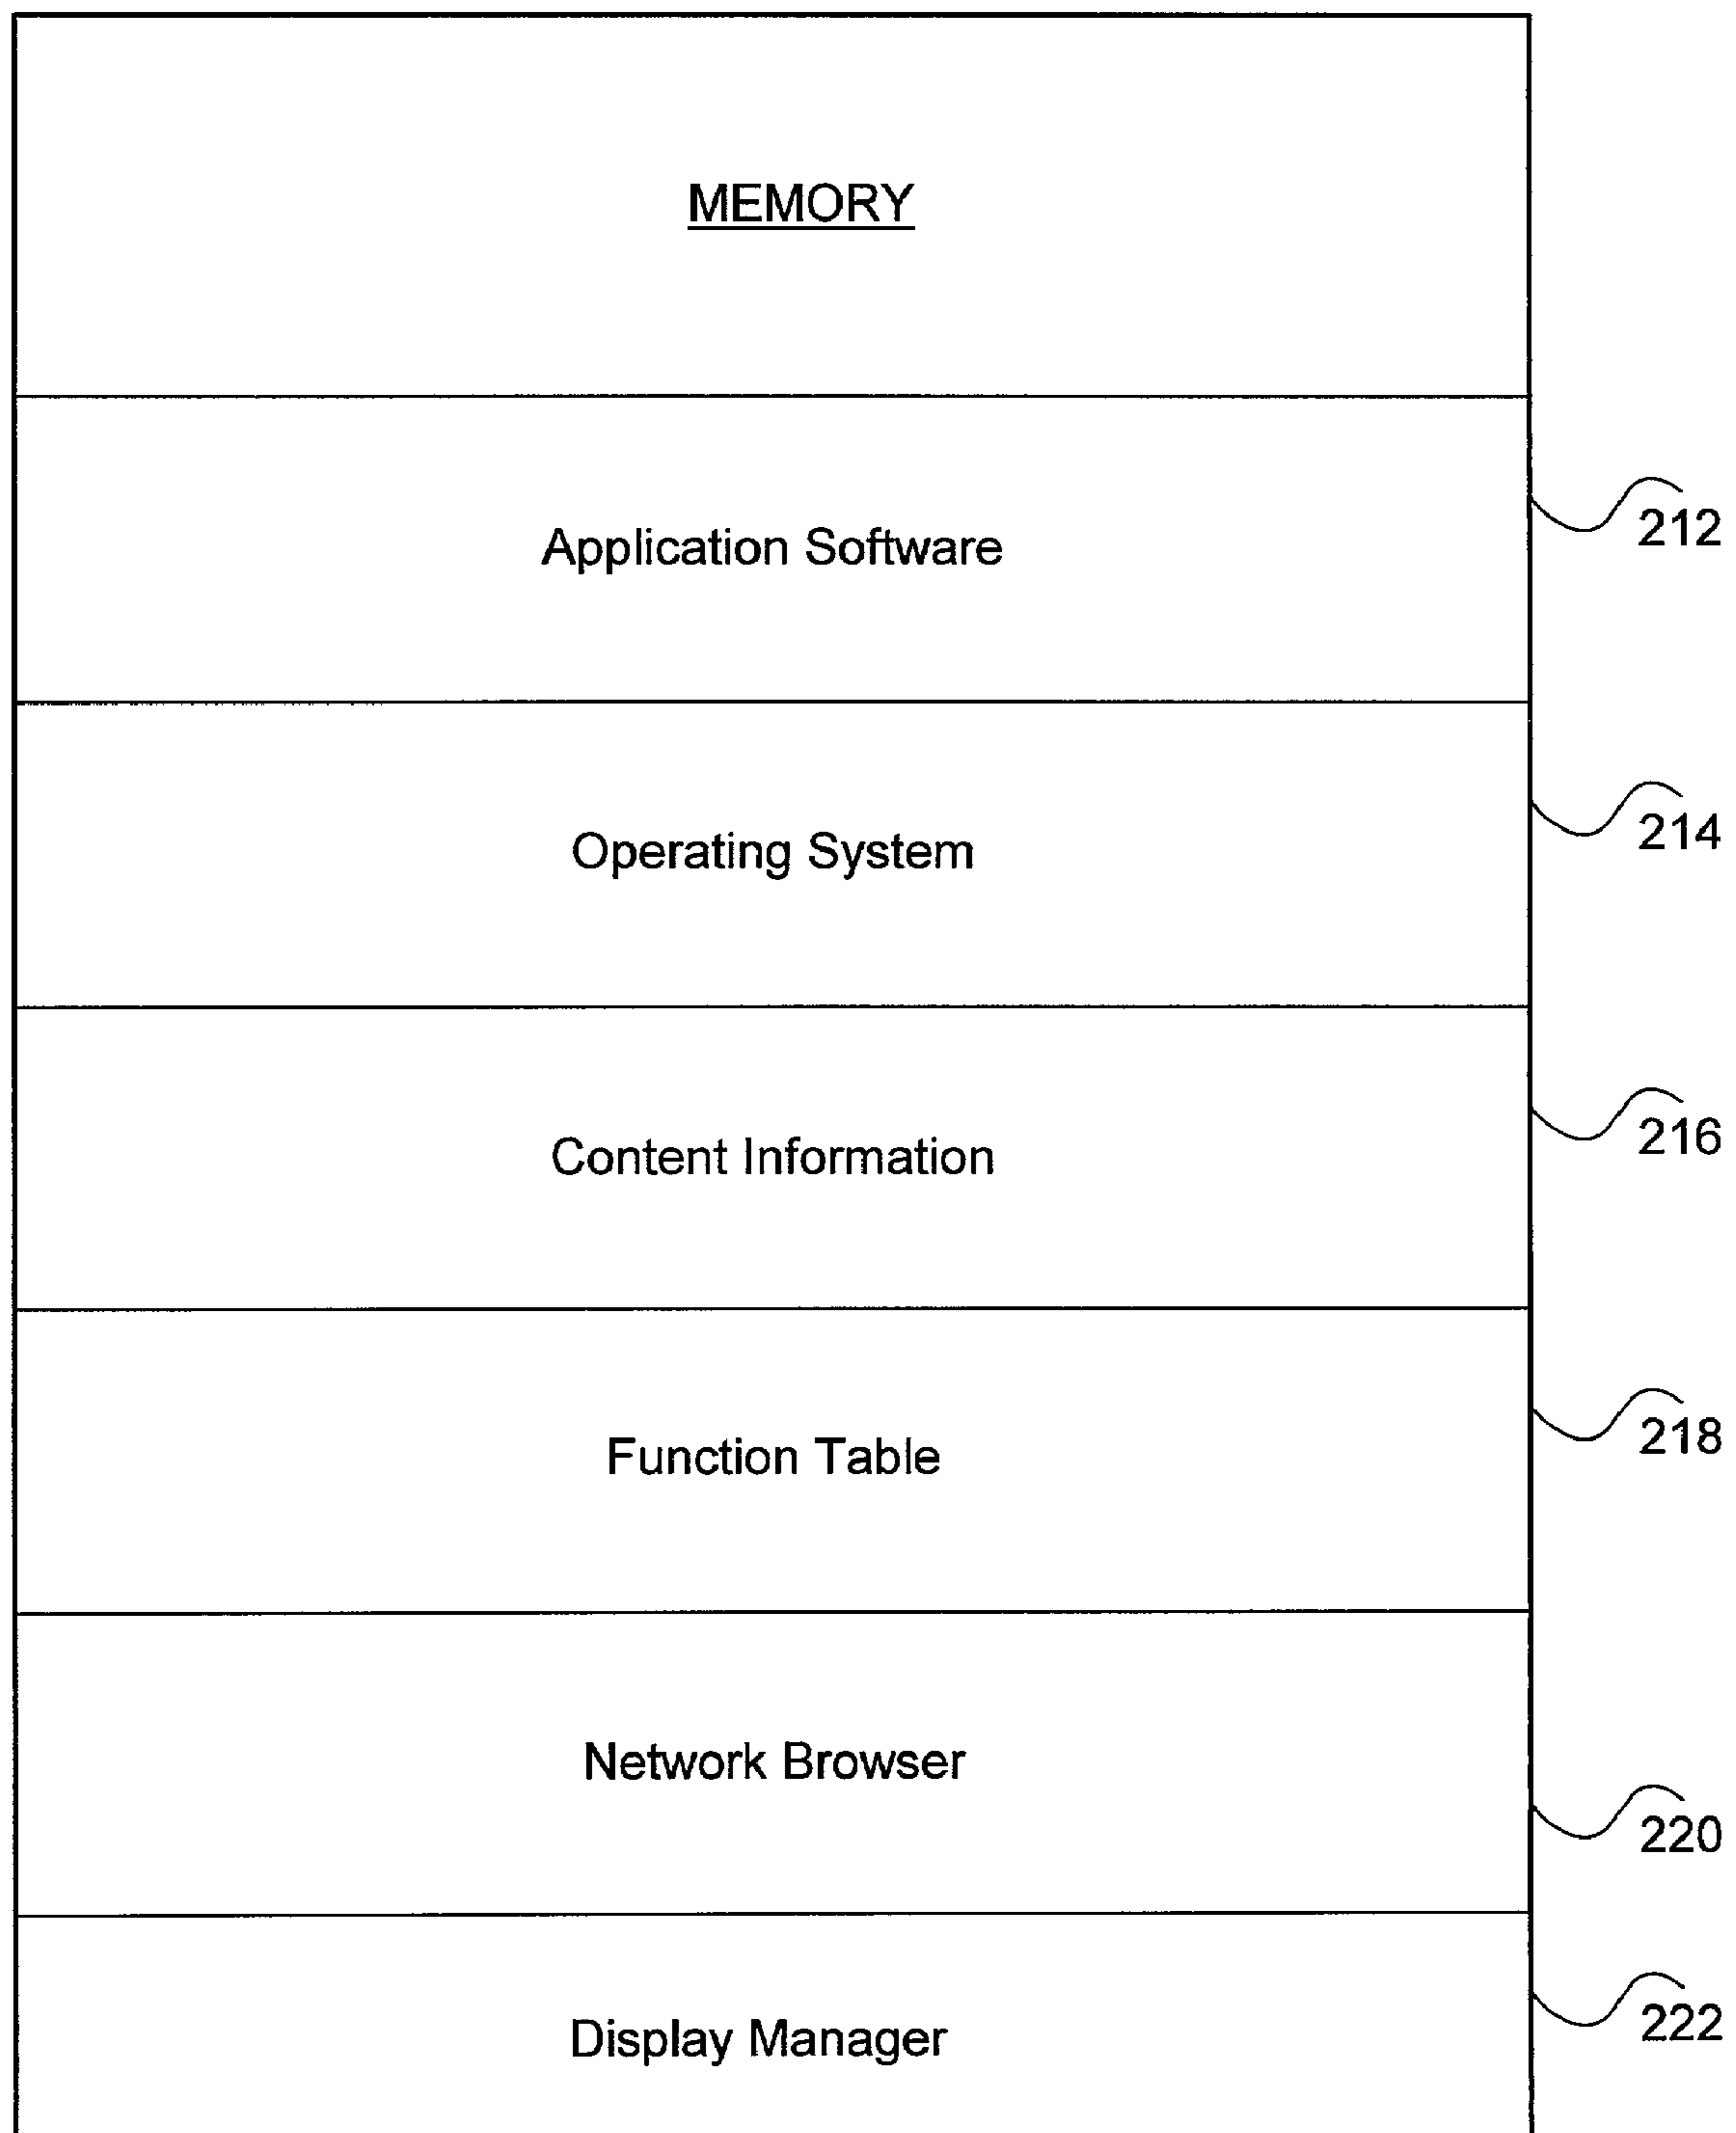 MEMORY
Application Software
212
Operating System
214
Content Information
216
Function Table
218
Network Browser
220
Display Manager
222